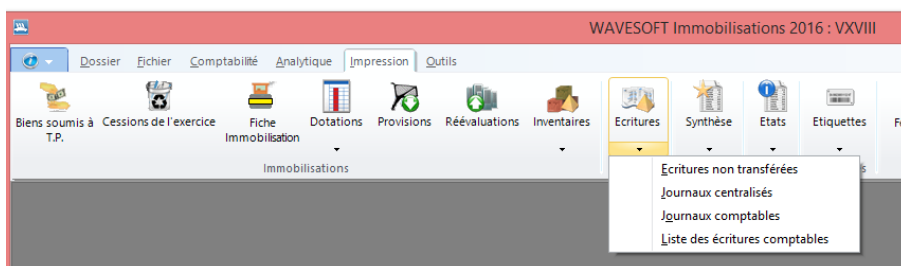 WAVESOFT Immobilisations 2016 : VXVIII
Dossier Fichier Comptabilité Analytique Impression Outils
Biens soumis à T.P.
Cessions de l'exercice
Fiche Immobilisation
Dotations
Provisions
Réévaluations
Inventaires
Ecritures
Synthèse
Etats
Etiquettes
Immobilisations
Ecritures non transférées
Journaux centralisés
Journaux comptables
Liste des écritures comptables